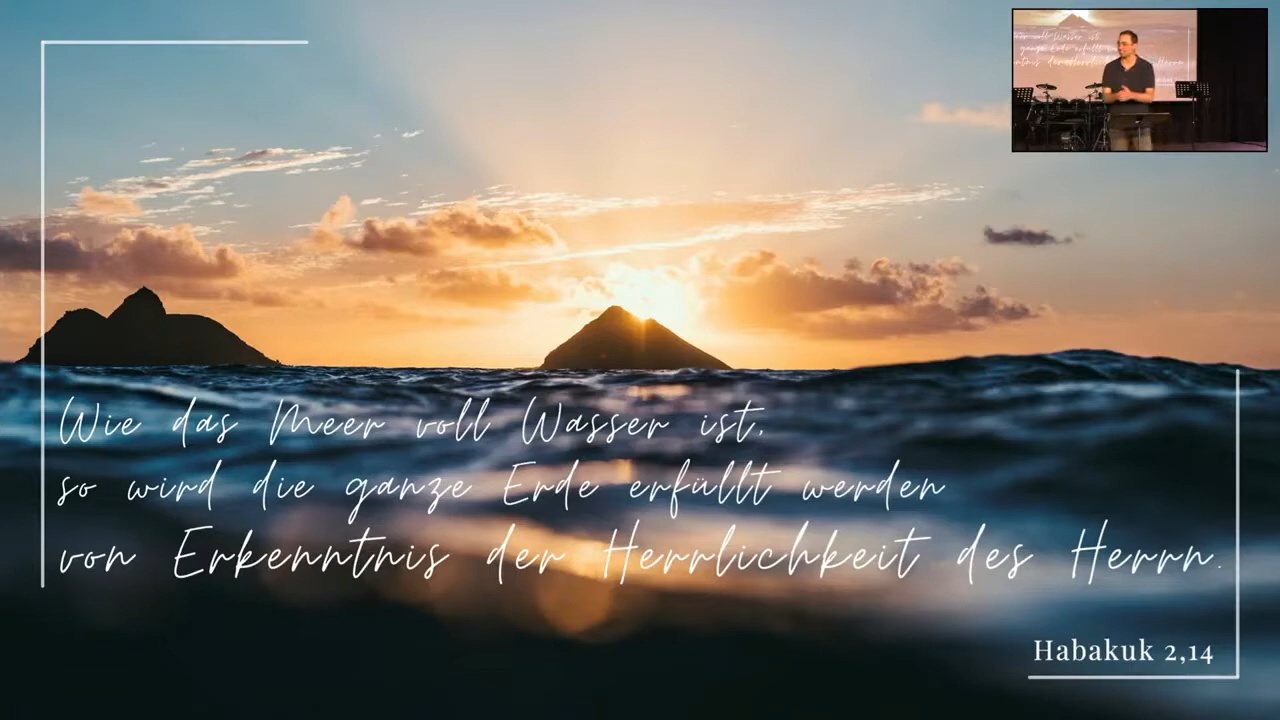 Wie das Meer voll Wasser ist,
so wird die ganze Erde erfüllt werden
von Erkenntnis der Herrlichkeit des Herrn.
Habakuk 2,14